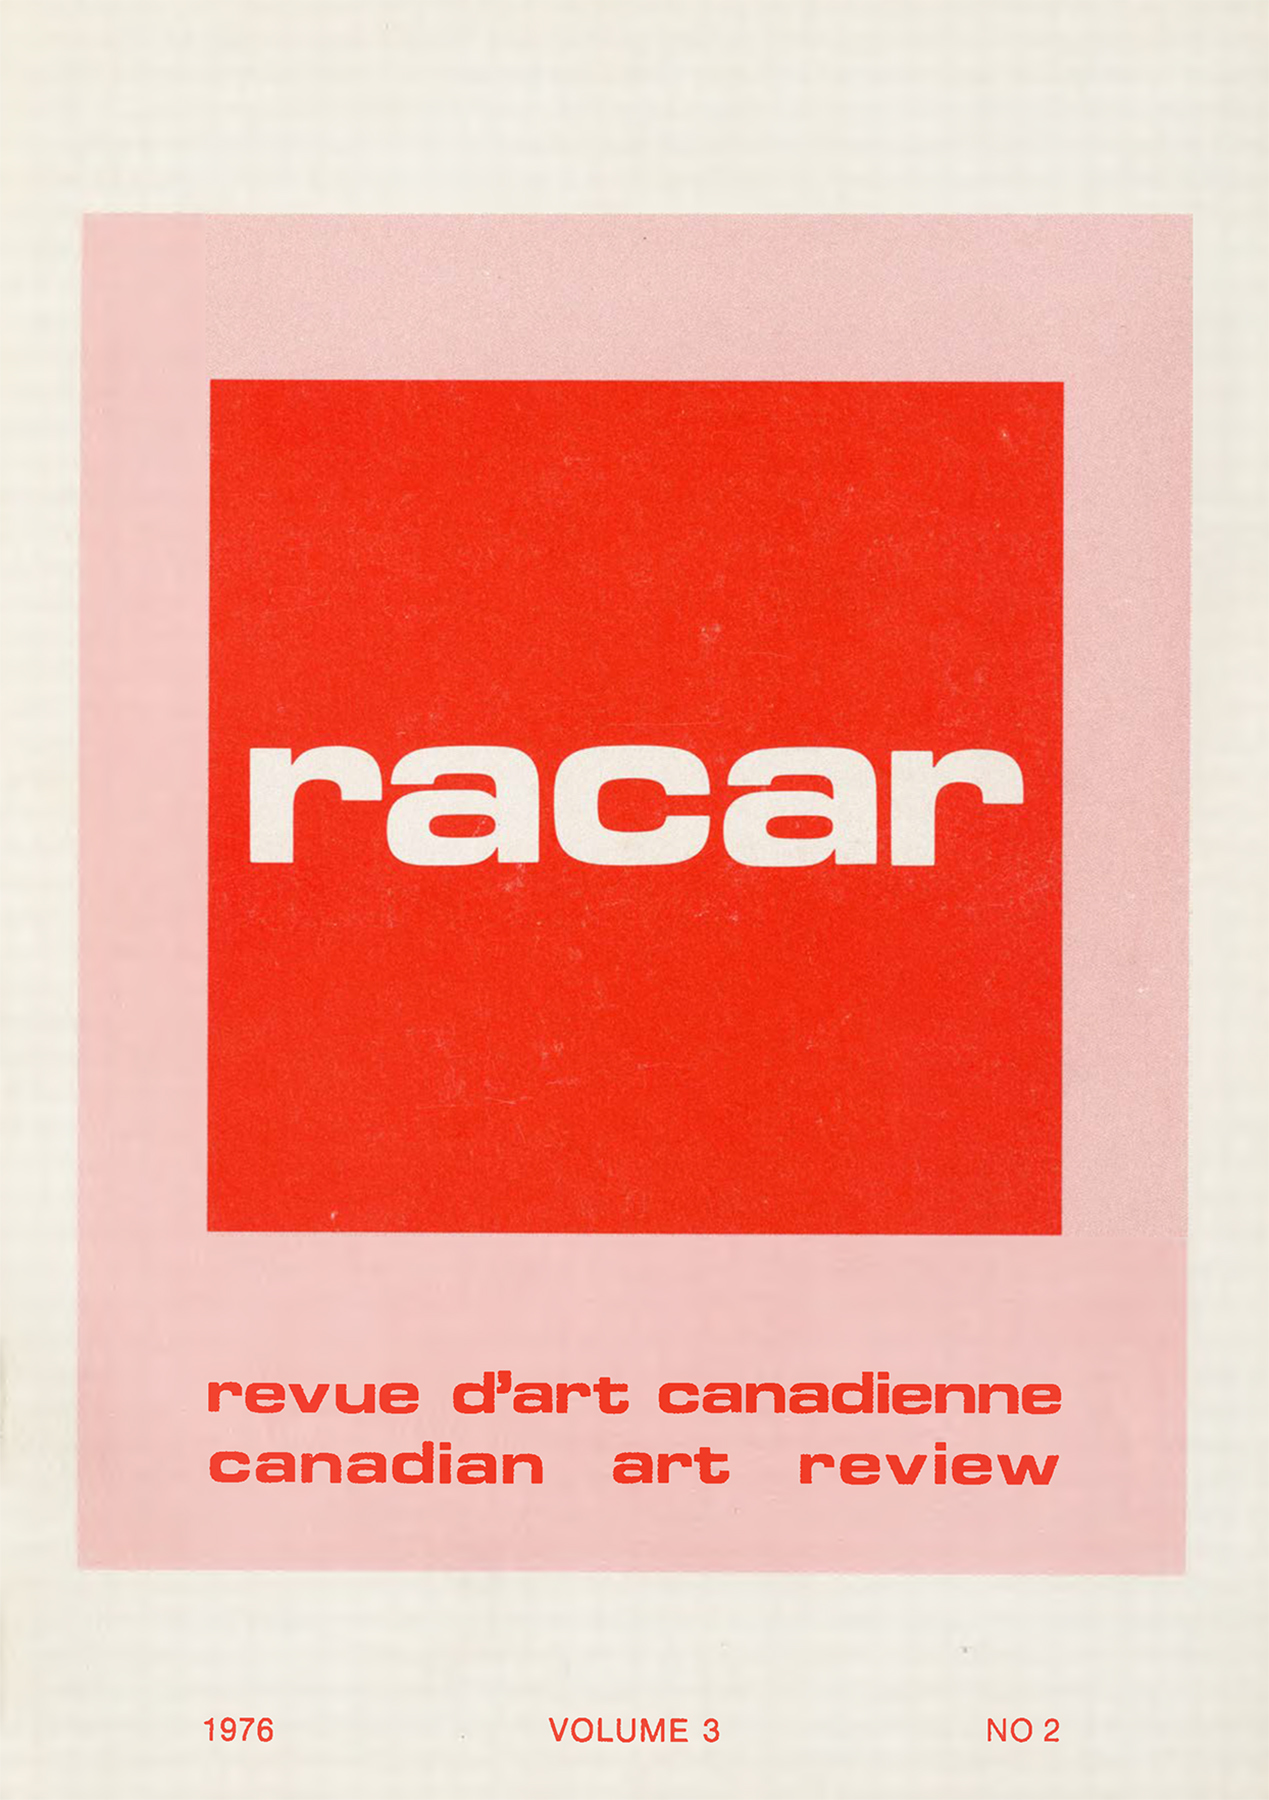 racar
revue d'art canadienne
canadian art review
1976 VOLUME 3 NO 2